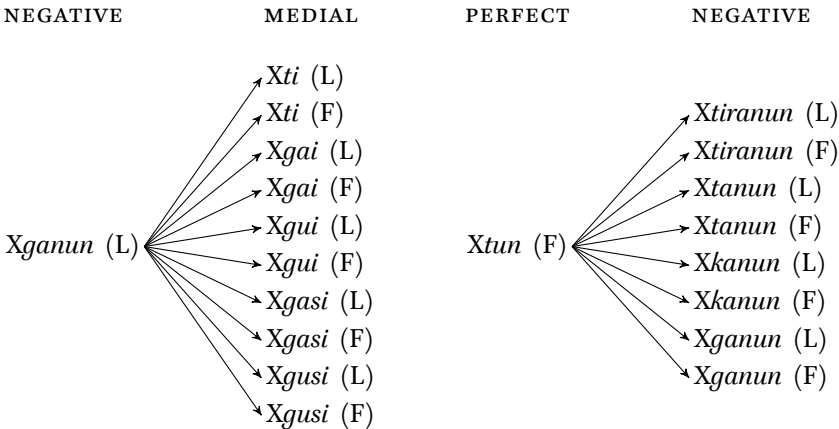 NEGATIVE MEDIAL PERFECT NEGATIVE
Xti (L)
Xti (F) Xtiranun (L)
Xgai (L) Xtiranun (F)
Xgai (F) Xtanun (L)
Xgui (L) Xtanun (F)
Xganun (L) Xtun (F)
Xgui (F) Xkanun (L)
Xgasi (L) Xkanun (F)
Xgasi (F) Xganun (L)
Xgusi (L) Xganun (F)
Xgusi (F)